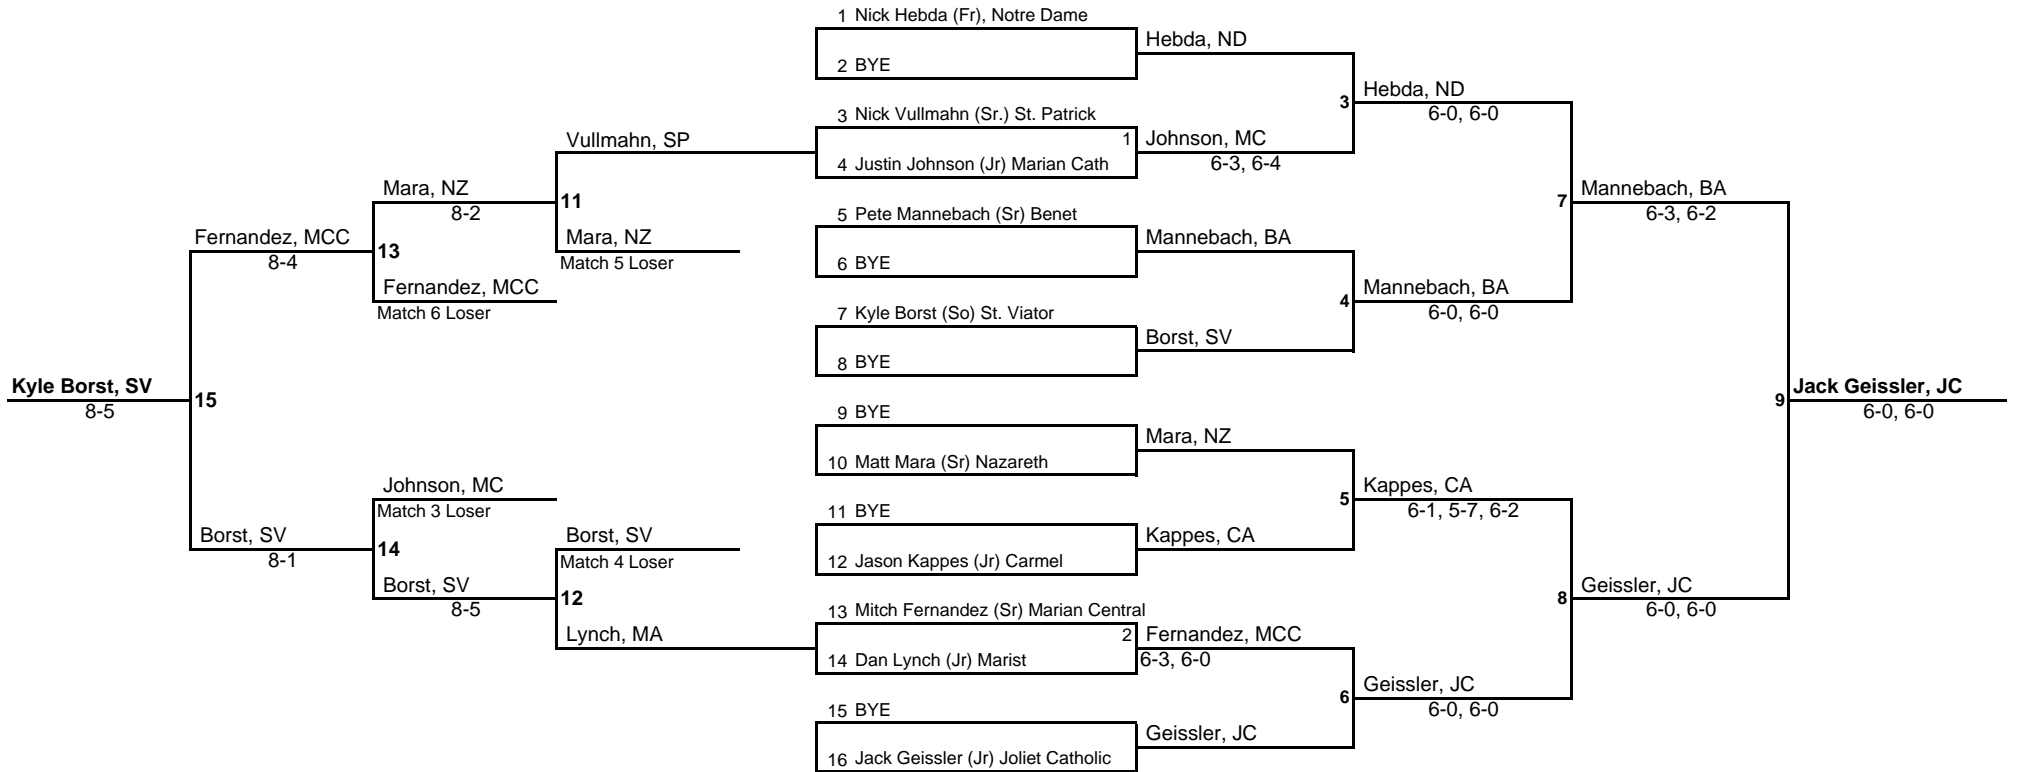 1 Nick Hebda (Fr), Notre Dame
Hebda, ND
2 BYE
Hebda, ND
3
6-0, 6-0
3 Nick Vullmahn (Sr.) St. Patrick
Vullmahn, SP
1
Johnson, MC
4 Justin Johnson (Jr) Marian Cath
6-3, 6-4
Mara, NZ
8-2
11
7
Mannebach, BA
6-3, 6-2
5 Pete Mannebach (Sr) Benet
Fernandez, MCC
8-4
13
Mara, NZ
Match 5 Loser
Mannebach, BA
6 BYE
Fernandez, MCC
Match 6 Loser
4
Mannebach, BA
6-0, 6-0
7 Kyle Borst (So) St. Viator
Borst, SV
8 BYE
Kyle Borst, SV
8-5
15
9
Jack Geissler, JC
6-0, 6-0
9 BYE
Mara, NZ
10 Matt Mara (Sr) Nazareth
Johnson, MC
Match 3 Loser
5
Kappes, CA
6-1, 5-7, 6-2
11 BYE
Borst, SV
8-1
14
Borst, SV
Match 4 Loser
Kappes, CA
12 Jason Kappes (Jr) Carmel
Borst, SV
8-5
12
8
Geissler, JC
6-0, 6-0
13 Mitch Fernandez (Sr) Marian Central
Lynch, MA
2
Fernandez, MCC
14 Dan Lynch (Jr) Marist
6-3, 6-0
6
Geissler, JC
6-0, 6-0
15 BYE
Geissler, JC
16 Jack Geissler (Jr) Joliet Catholic